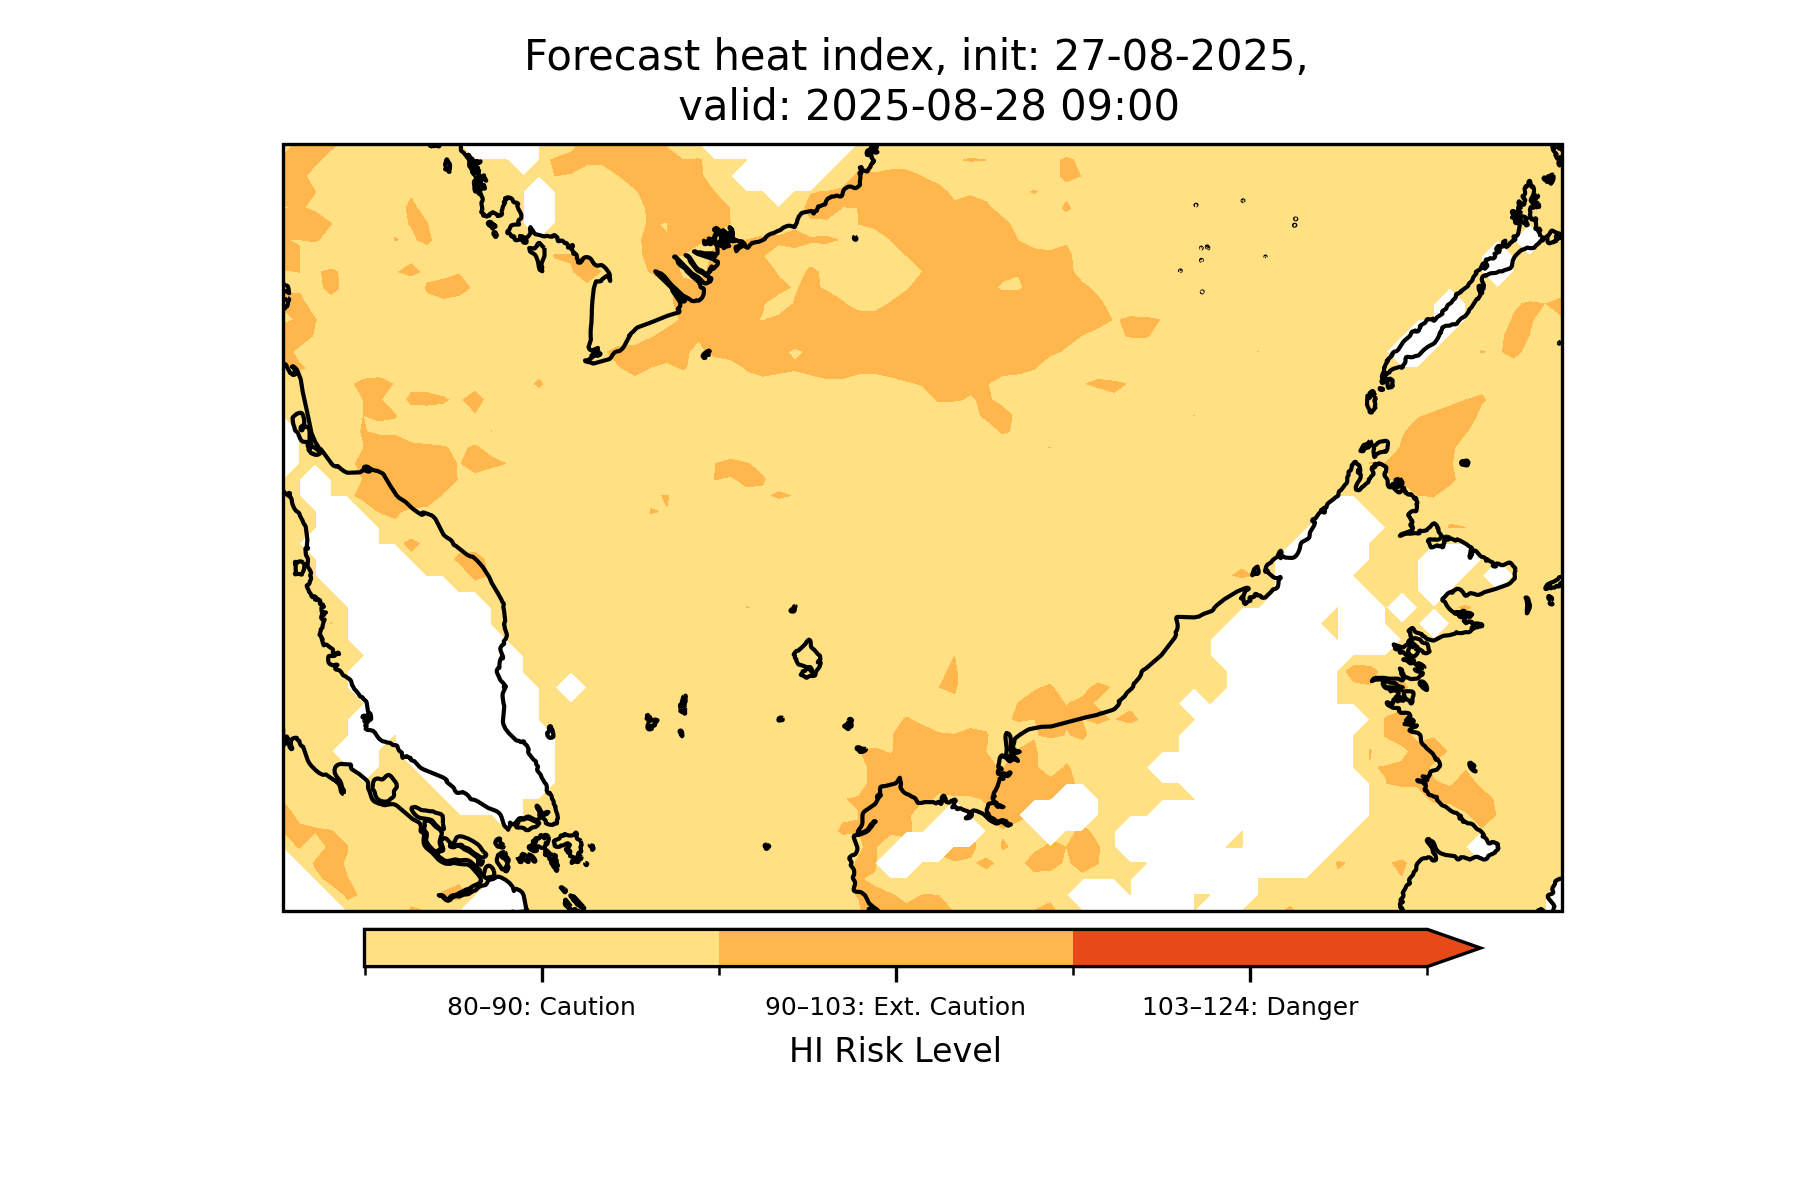 Forecast heat index, init: 27-08-2025,
valid: 2025-08-28 09:00
80–90: Caution
90–103: Ext. Caution
103–124: Danger
HI Risk Level